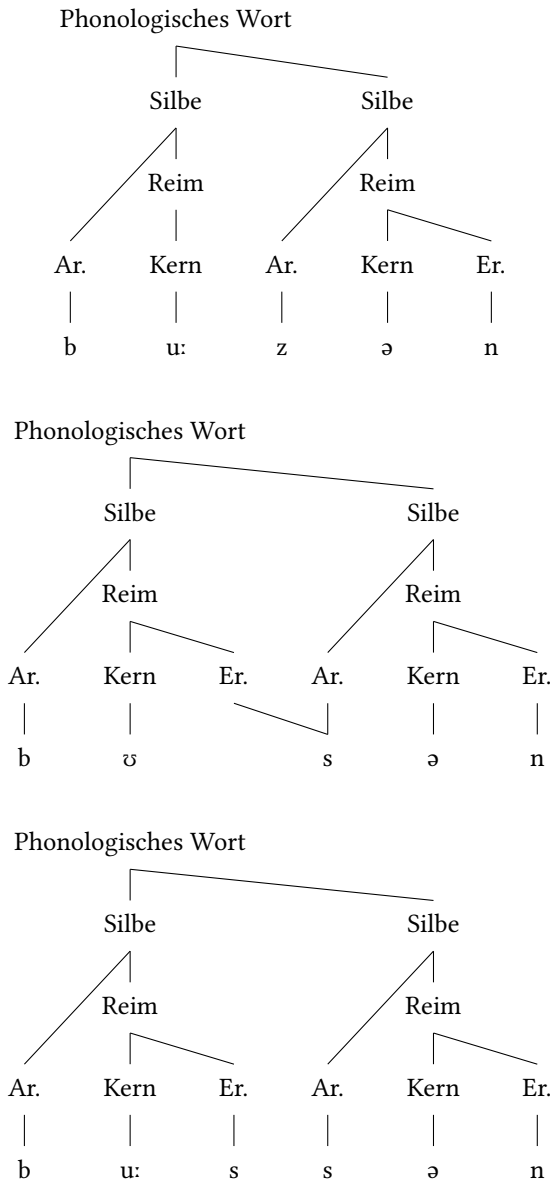 Phonologisches Wort
Silbe Silbe
Reim Reim
Ar. Kern Ar. Kern Er.
b uː z ə n
Phonologisches Wort
Silbe Silbe
Reim Reim
Ar. Kern Er. Ar. Kern Er.
b ʊ s ə n
Phonologisches Wort
Silbe Silbe
Reim Reim
Ar. Kern Er. Ar. Kern Er.
b uː s s ə n